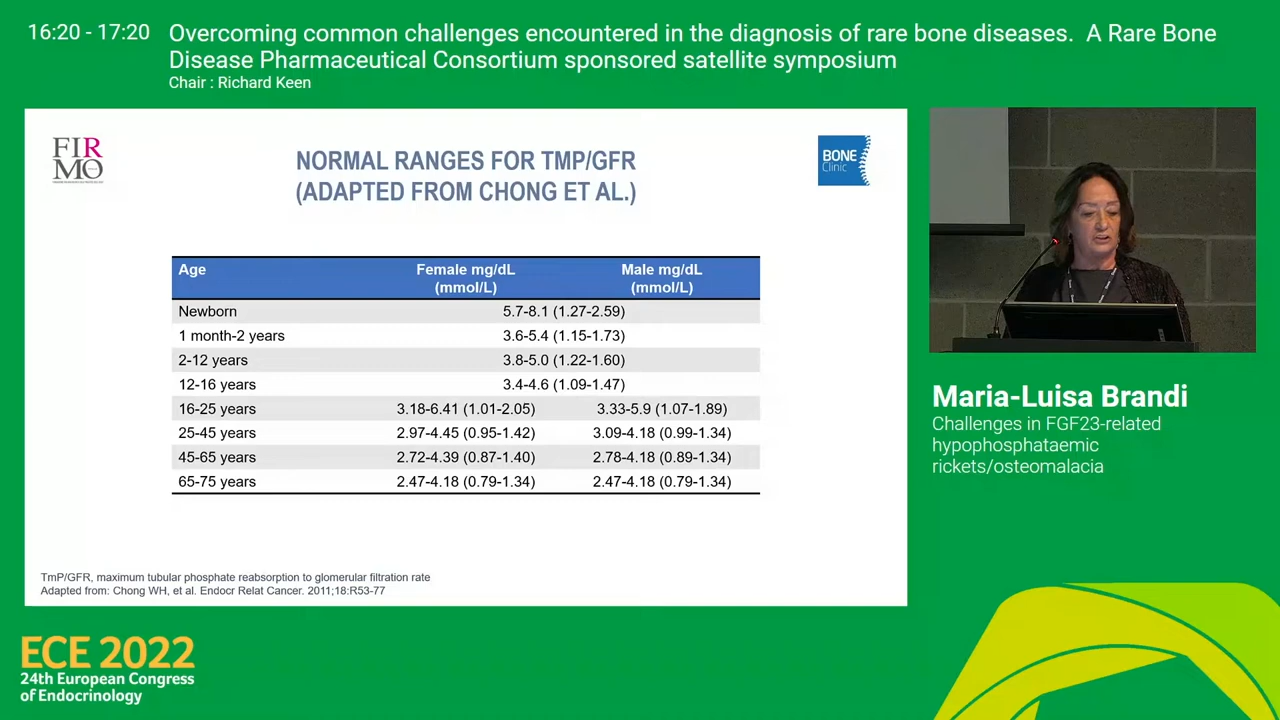 16:20 - 17:20
Overcoming common challenges encountered in the diagnosis of rare bone diseases. A Rare Bone
Disease Pharmaceutical Consortium sponsored satellite symposium
Chair : Richard Keen
FIR
MO
NORMAL RANGES FOR TMP/GFR
(ADAPTED FROM CHONG ET AL.)
BONE
Clinic
Age Female mg/dL Male mg/dL
(mmol/L) (mmol/L)
Newborn 5.7-8.1 (1.27-2.59)
1 month-2 years 3.6-5.4 (1.15-1.73)
2-12 years 3.8-5.0 (1.22-1.60)
12-16 years 3.4-4.6 (1.09-1.47)
16-25 years 3.18-6.41 (1.01-2.05) 3.33-5.9 (1.07-1.89)
25-45 years 2.97-4.45 (0.95-1.42) 3.09-4.18 (0.99-1.34)
45-65 years 2.72-4.39 (0.87-1.40) 2.78-4.18 (0.89-1.34)
65-75 years 2.47-4.18 (0.79-1.34) 2.47-4.18 (0.79-1.34)
TmP/GFR, maximum tubular phosphate reabsorption to glomerular filtration rate
Adapted from: Chong WH, et al. Endocr Relat Cancer. 2011;18:R53-77
Maria-Luisa Brandi
Challenges in FGF23-related
hypophosphataemic
rickets/osteomalacia
ECE 2022
24th European Congress
of Endocrinology